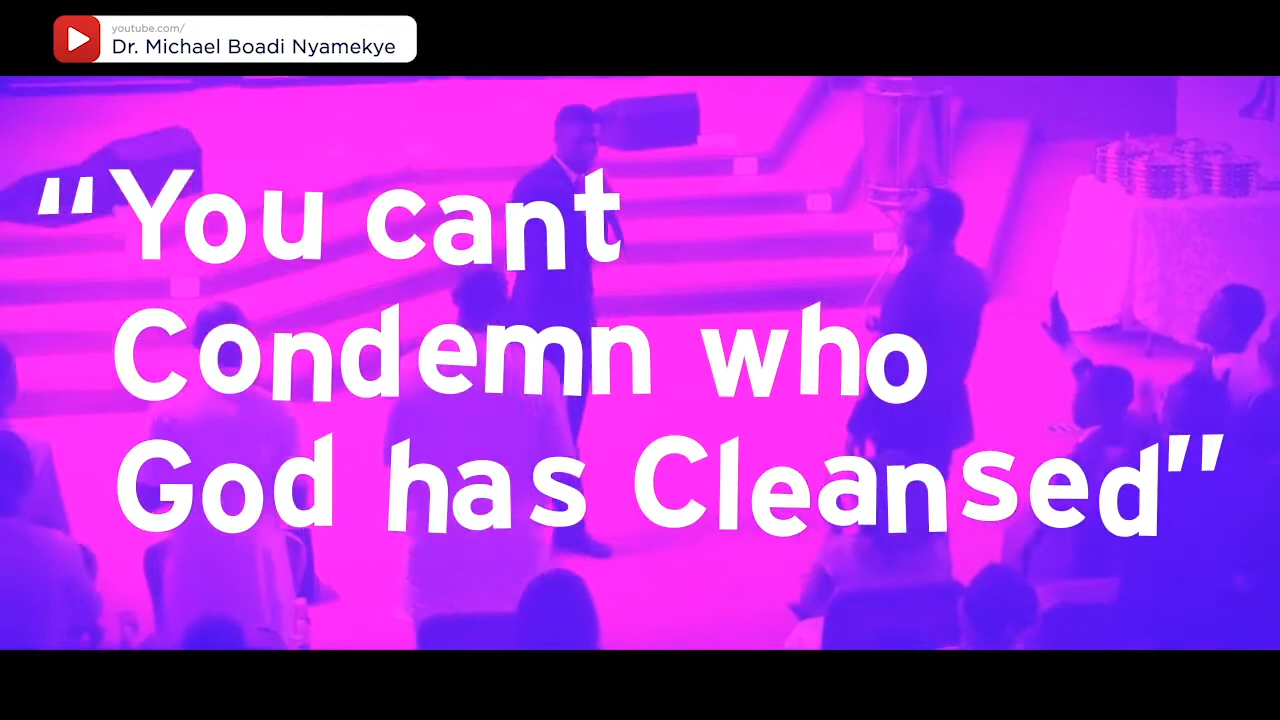 youtube.com/
Dr. Michael Boadi Nyamekye
“You cant
Condemn who
God has Cleansed”